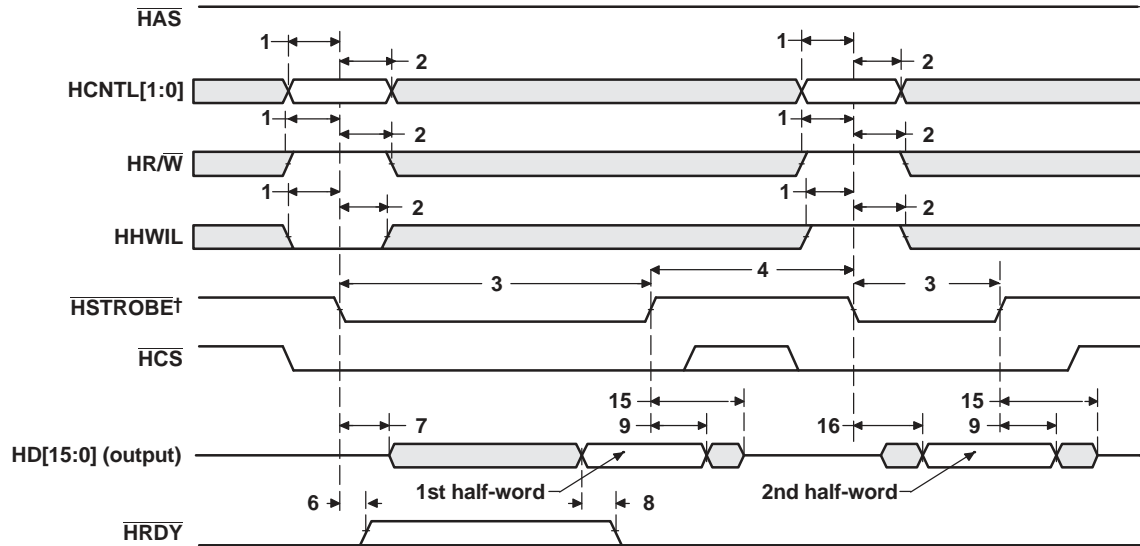 HAS
1
1
2
2
HCNTL[1:0]
1
1
2
2
HR/W
1
1
2
2
HHWIL
3
4
3
HSTROBE†
HCS
7
15
9
16
15
9
HD[15:0] (output)
1st half-word
2nd half-word
6
8
HRDY